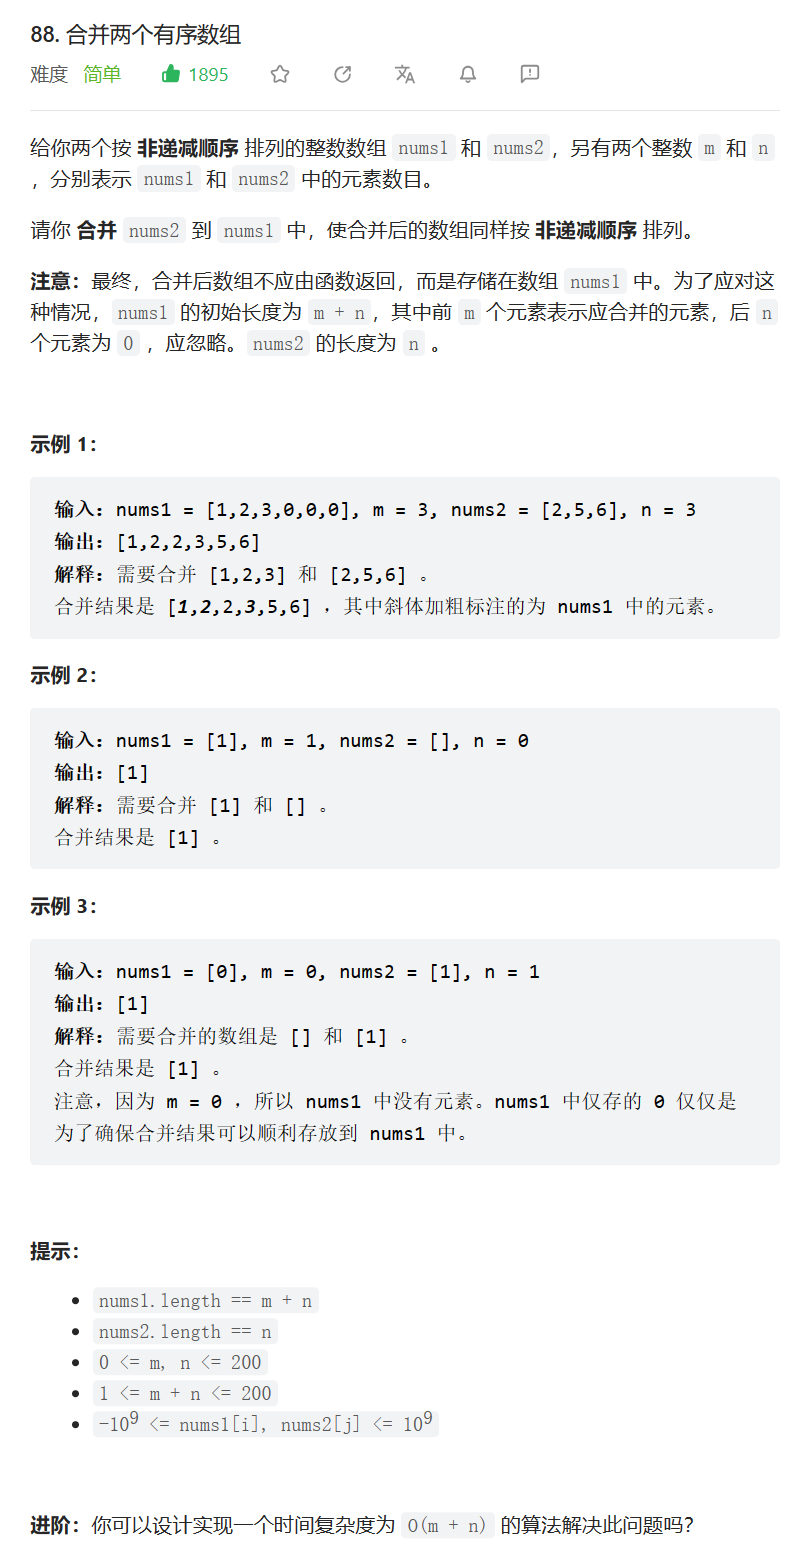 88. 合并两个有序数组
难度 简单 1895
给你两个按 非递减顺序 排列的整数数组 nums1 和 nums2，另有两个整数 m 和 n
，分别表示 nums1 和 nums2 中的元素数目。
请你 合并 nums2 到 nums1 中，使合并后的数组同样按 非递减顺序 排列。
注意：最终，合并后数组不应由函数返回，而是存储在数组 nums1 中。为了应对这
种情况，nums1 的初始长度为 m + n，其中前 m 个元素表示应合并的元素，后 n
个元素为 0 ，应忽略。nums2 的长度为 n 。
示例 1：
输入：nums1 = [1,2,3,0,0,0], m = 3, nums2 = [2,5,6], n = 3
输出：[1,2,2,3,5,6]
解释：需要合并 [1,2,3] 和 [2,5,6] 。
合并结果是 [1,2,2,3,5,6] ，其中斜体加粗标注的为 nums1 中的元素。
示例 2：
输入：nums1 = [1], m = 1, nums2 = [], n = 0
输出：[1]
解释：需要合并 [1] 和 [] 。
合并结果是 [1] 。
示例 3：
输入：nums1 = [0], m = 0, nums2 = [1], n = 1
输出：[1]
解释：需要合并的数组是 [] 和 [1] 。
合并结果是 [1] 。
注意，因为 m = 0 ，所以 nums1 中没有元素。nums1 中仅存的 0 仅仅是
为了确保合并结果可以顺利存放到 nums1 中。
提示：
nums1.length == m + n
nums2.length == n
0 <= m, n <= 200
1 <= m + n <= 200
-10⁹ <= nums1[i], nums2[j] <= 10⁹
进阶：你可以设计实现一个时间复杂度为 O(m + n) 的算法解决此问题吗？